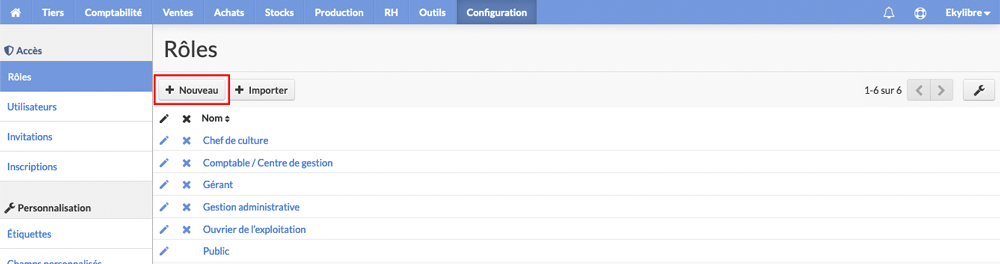 Tiers Comptabilité Ventes Achats Stocks Production RH Outils Configuration Ekylibre
Accès
Rôles
Utilisateurs
Invitations
Inscriptions
Personnalisation
Étiquettes
Champs personnalisés
Rôles
Nouveau Importer 1-6 sur 6
Nom
Chef de culture
Comptable / Centre de gestion
Gérant
Gestion administrative
Ouvrier de l'exploitation
Public